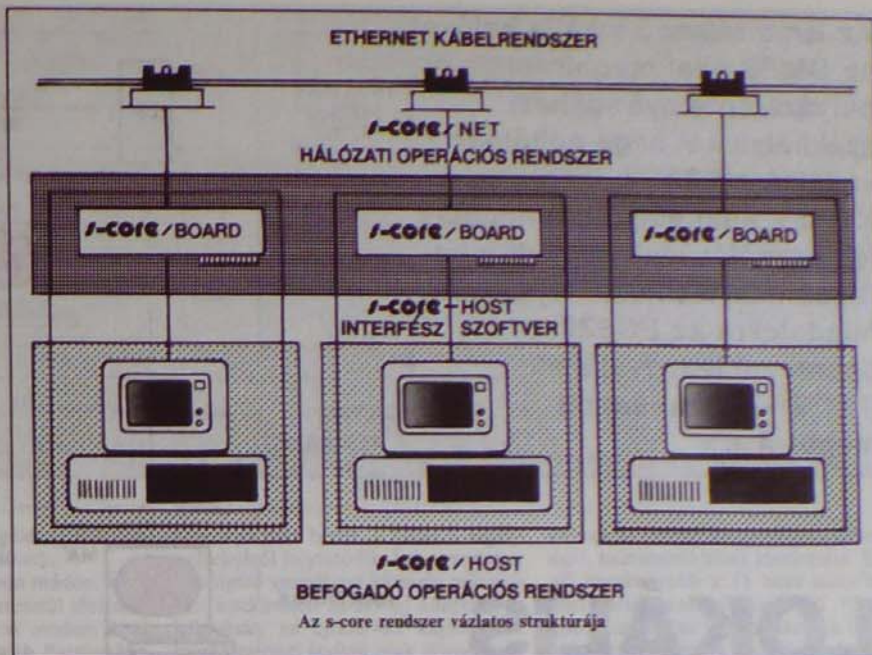 ETHERNET KÁBELRENDSZER
s-core/NET
HÁLÓZATI OPERÁCIÓS RENDSZER
s-core/BOARD
s-core/BOARD
s-core/BOARD
s-core-HOST
INTERFÉSZ SZOFTVER
s-core/HOST
BEFOGADÓ OPERÁCIÓS RENDSZER
Az s-core rendszer vázlatos struktúrája